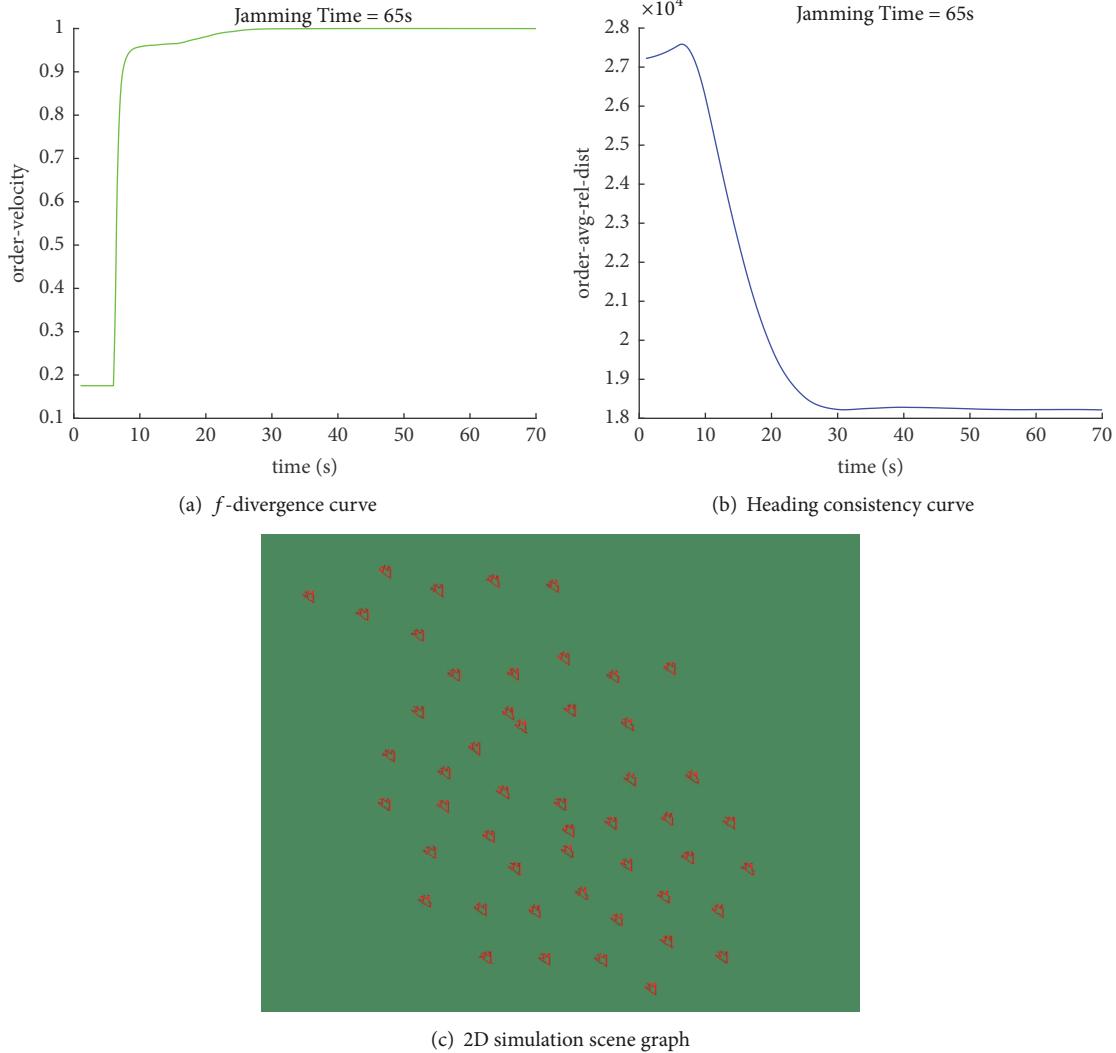 Jamming Time = 65s
1
0.9
0.8
0.7
0.6
0.5
0.4
0.3
0.2
0.1
order-velocity
0 10 20 30 40 50 60 70
time (s)
(a) f-divergence curve
×10⁴
Jamming Time = 65s
2.8
2.7
2.6
2.5
2.4
2.3
2.2
2.1
2
1.9
1.8
order-avg-rel-dist
0 10 20 30 40 50 60 70
time (s)
(b) Heading consistency curve
(c) 2D simulation scene graph